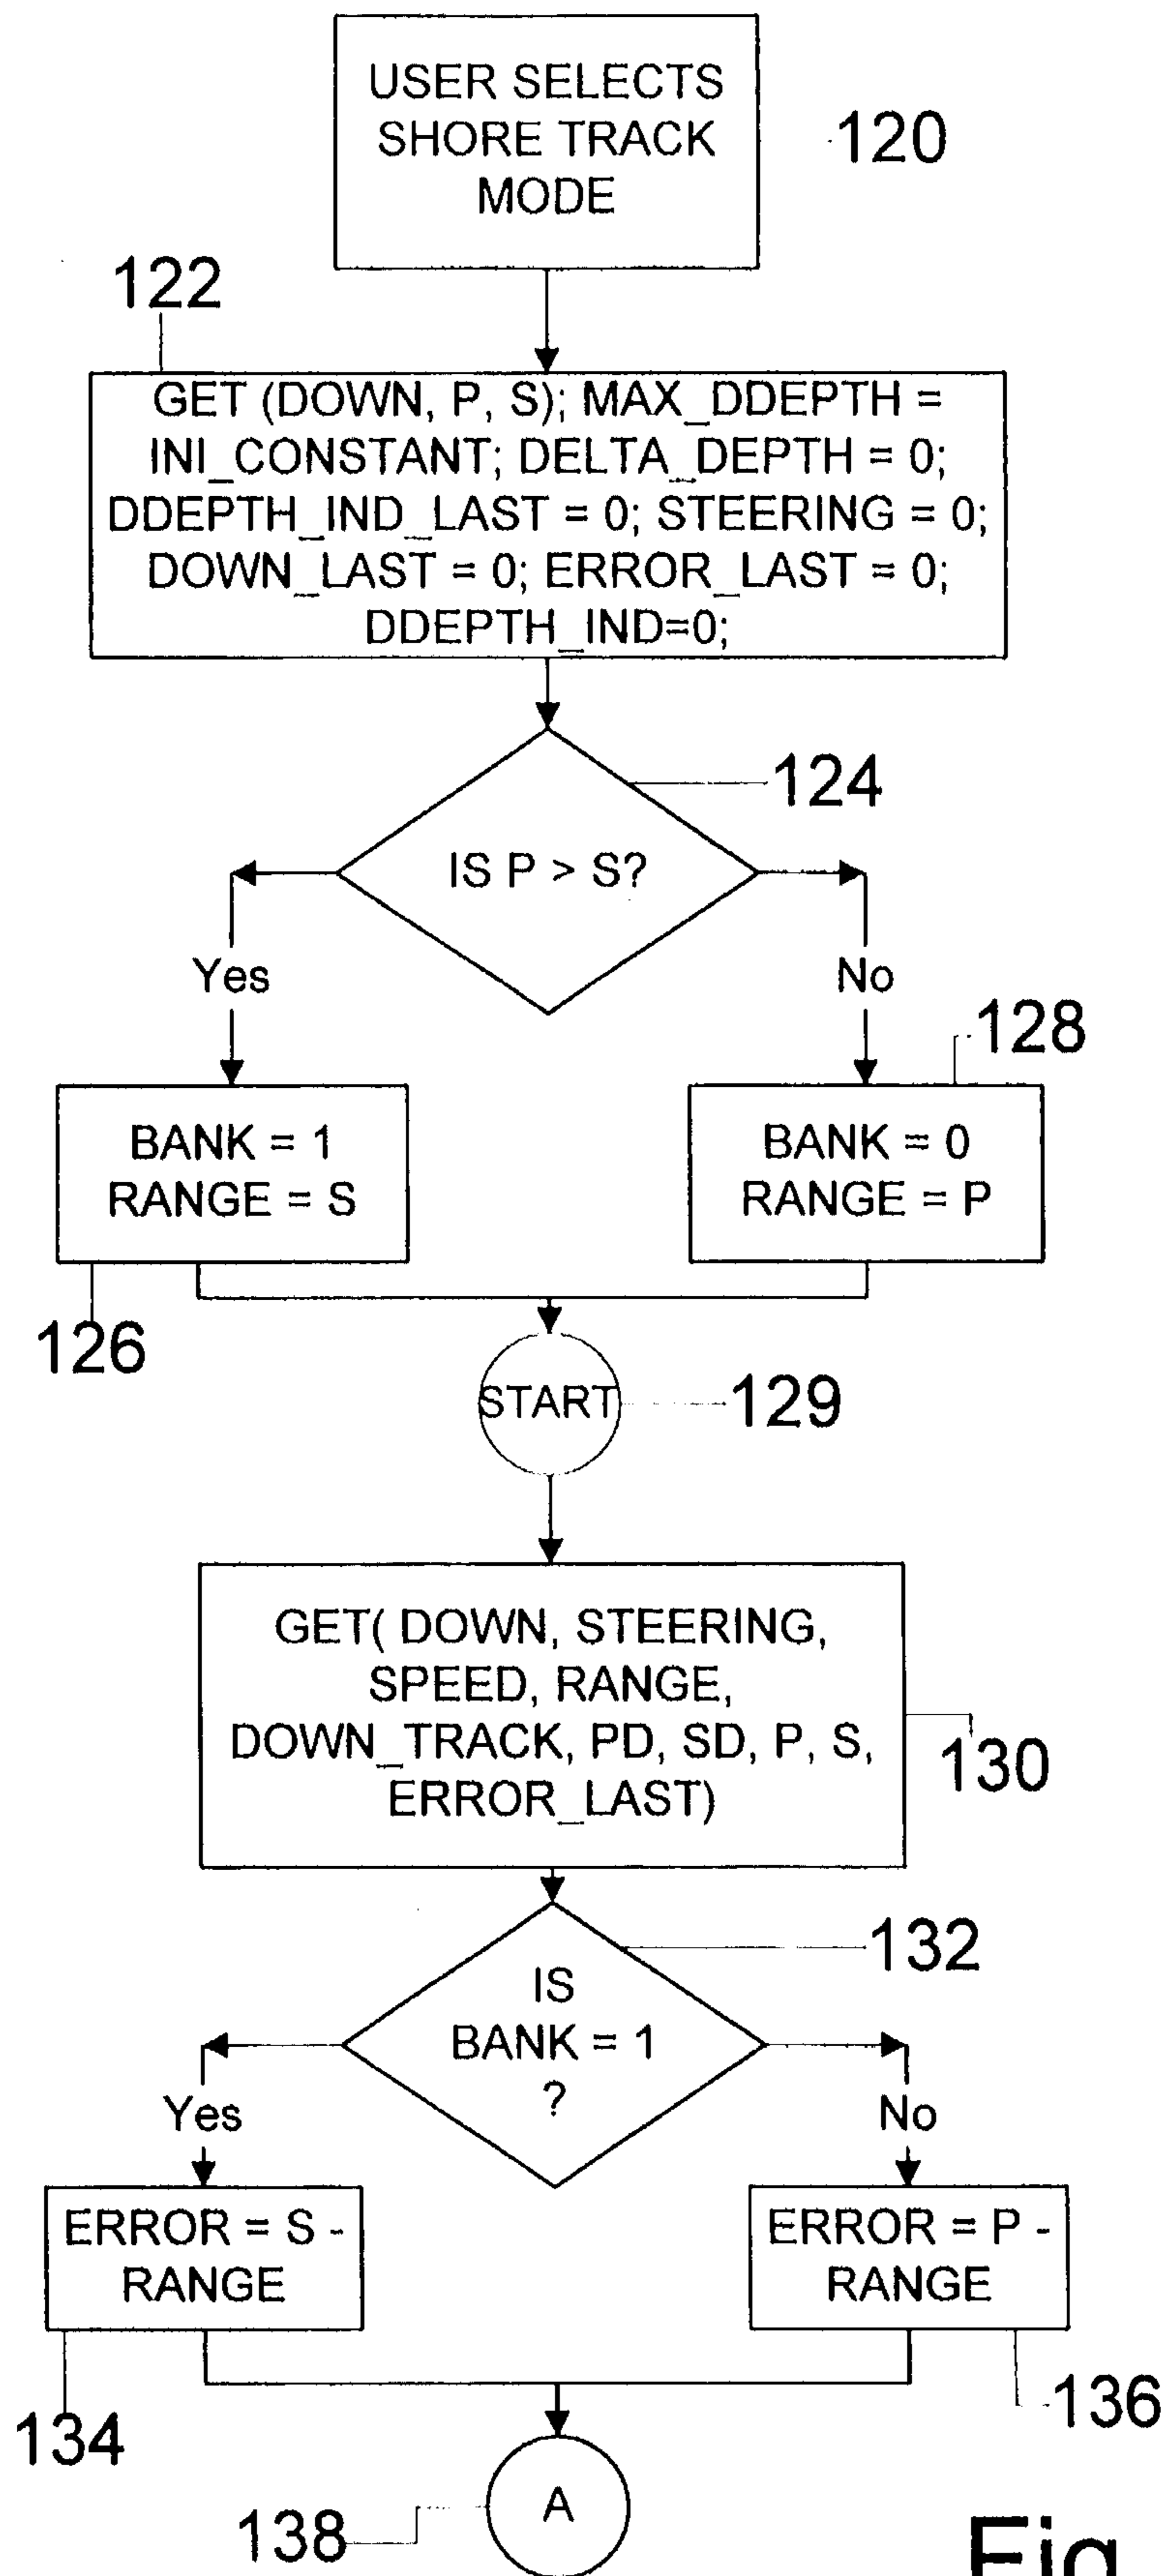 USER SELECTS
SHORE TRACK
MODE
120
122
GET (DOWN, P, S); MAX_DDEPTH =
INI_CONSTANT; DELTA_DEPTH = 0;
DDEPTH_IND_LAST = 0; STEERING = 0;
DOWN_LAST = 0; ERROR_LAST = 0;
DDEPTH_IND=0;
124
IS P > S?
Yes
No
128
BANK = 1
RANGE = S
BANK = 0
RANGE = P
126
START
129
GET( DOWN, STEERING,
SPEED, RANGE,
DOWN_TRACK, PD, SD, P, S,
ERROR_LAST)
130
132
IS
BANK = 1
?
Yes
No
ERROR = S -
RANGE
ERROR = P -
RANGE
134
136
A
138
Fig